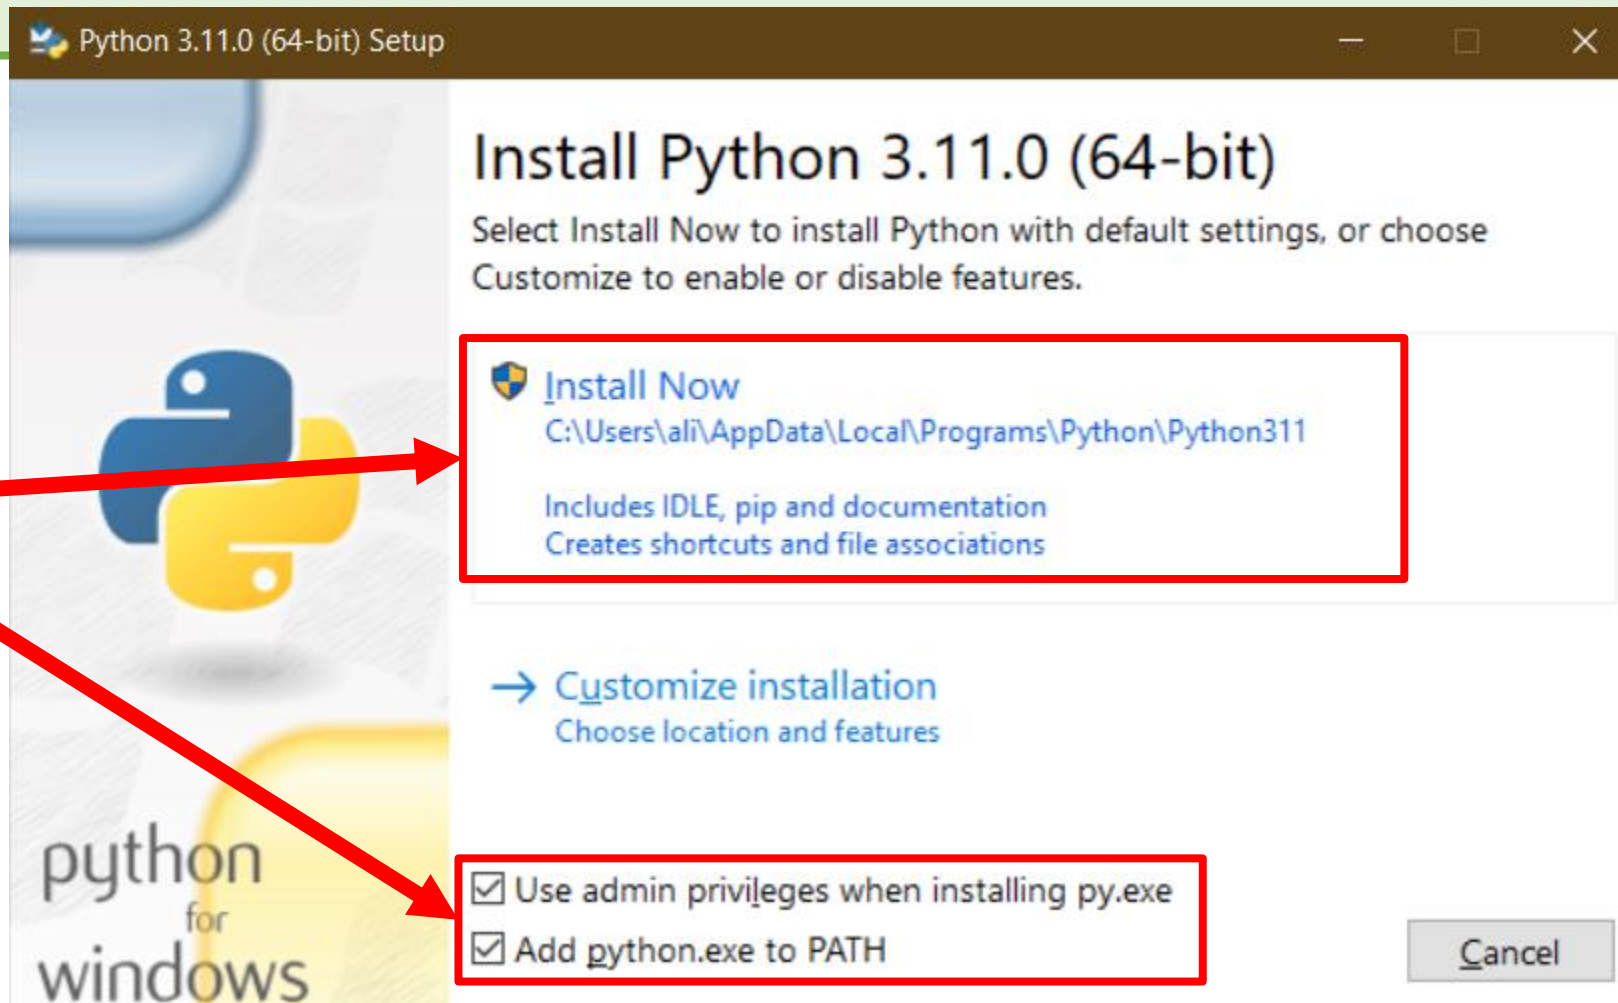 Python 3.11.0 (64-bit) Setup
Install Python 3.11.0 (64-bit)
Select Install Now to install Python with default settings, or choose
Customize to enable or disable features.
Install Now
C:\Users\ali\AppData\Local\Programs\Python\Python311
Includes IDLE, pip and documentation
Creates shortcuts and file associations
Customize installation
Choose location and features
python
for
windows
Use admin privileges when installing py.exe
Add python.exe to PATH
Cancel